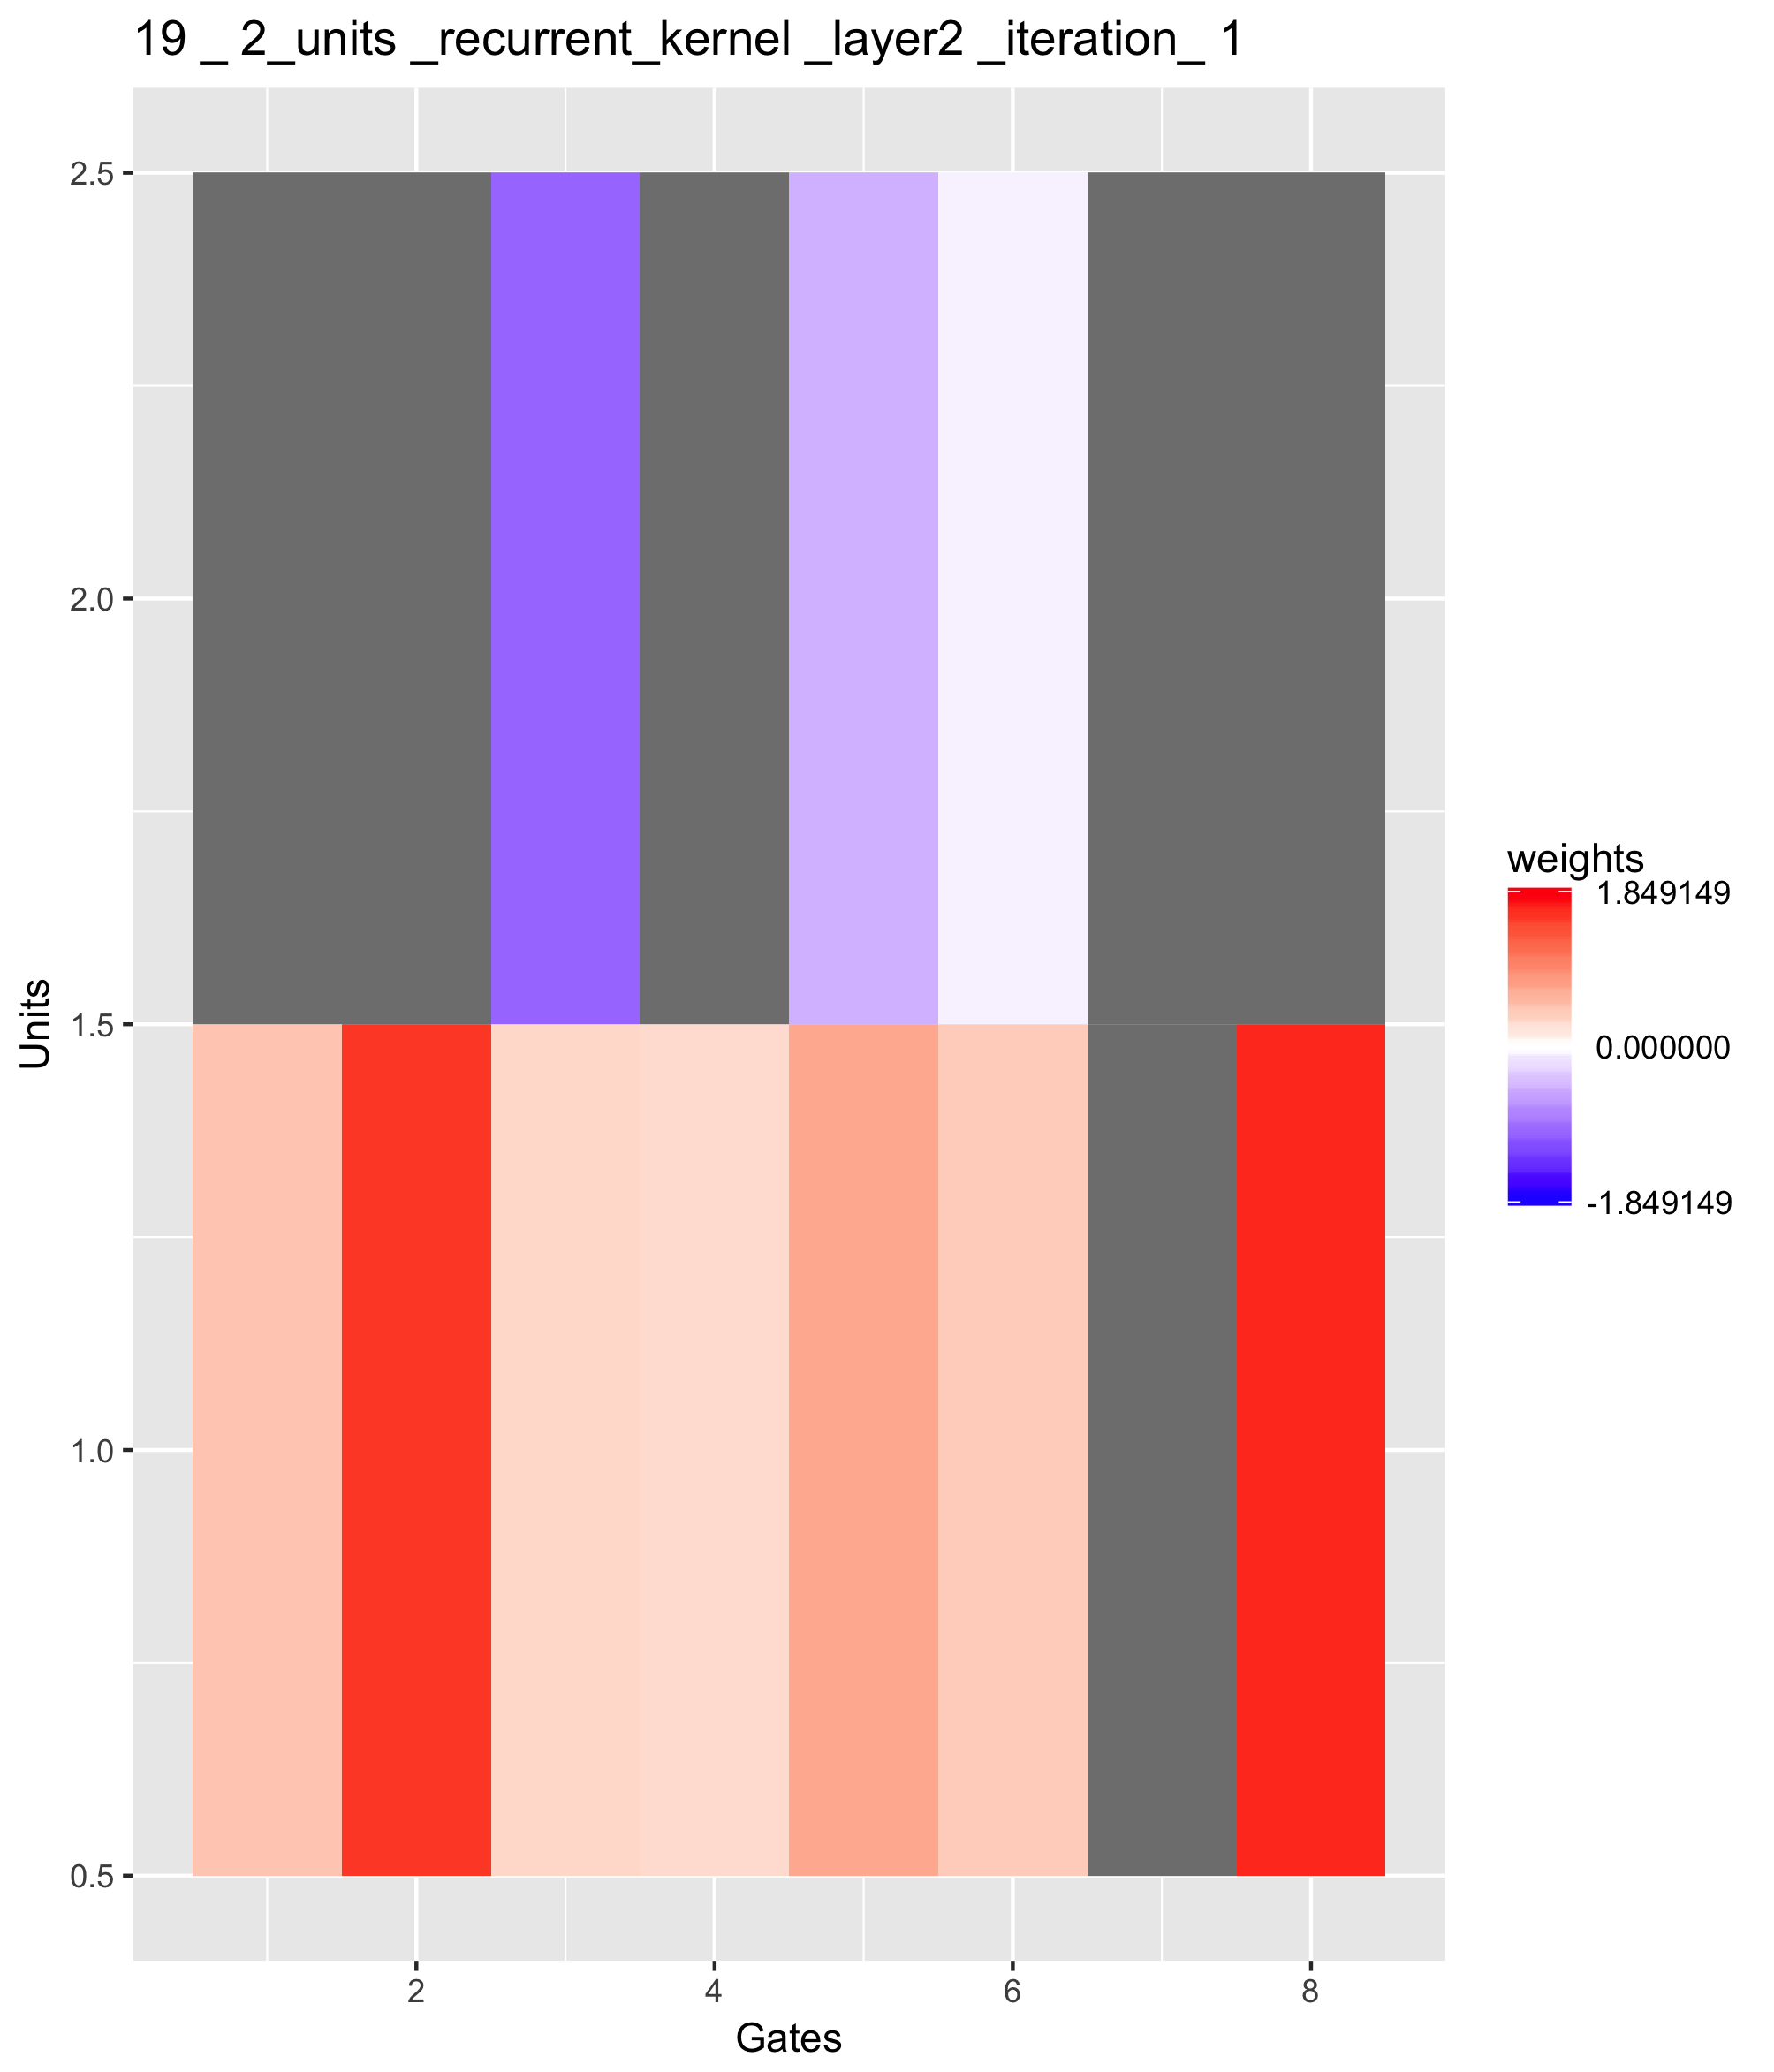 19 _ 2_units _recurrent_kernel _layer2 _iteration_ 1
2.5
2.0
1.5
1.0
0.5
Units
2 4 6 8
Gates
weights
1.849149
0.000000
-1.849149